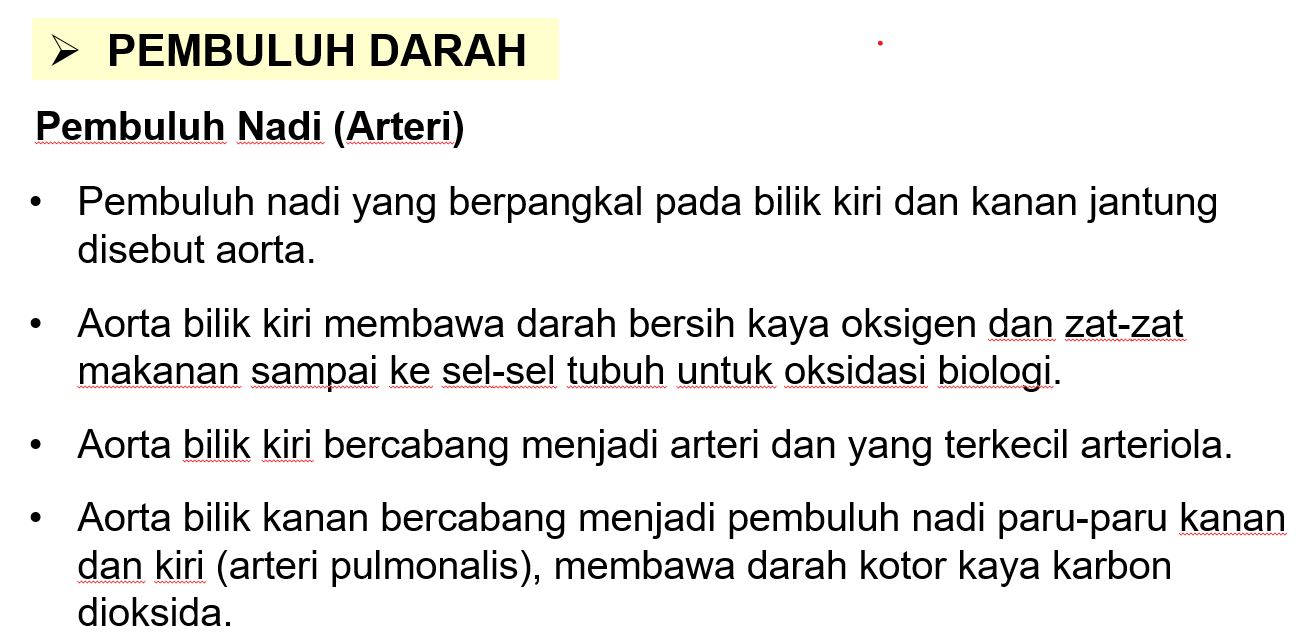 ➢ PEMBULUH DARAH
Pembuluh Nadi (Arteri)
• Pembuluh nadi yang berpangkal pada bilik kiri dan kanan jantung
disebut aorta.
• Aorta bilik kiri membawa darah bersih kaya oksigen dan zat-zat
makanan sampai ke sel-sel tubuh untuk oksidasi biologi.
• Aorta bilik kiri bercabang menjadi arteri dan yang terkecil arteriola.
• Aorta bilik kanan bercabang menjadi pembuluh nadi paru-paru kanan
dan kiri (arteri pulmonalis), membawa darah kotor kaya karbon
dioksida.